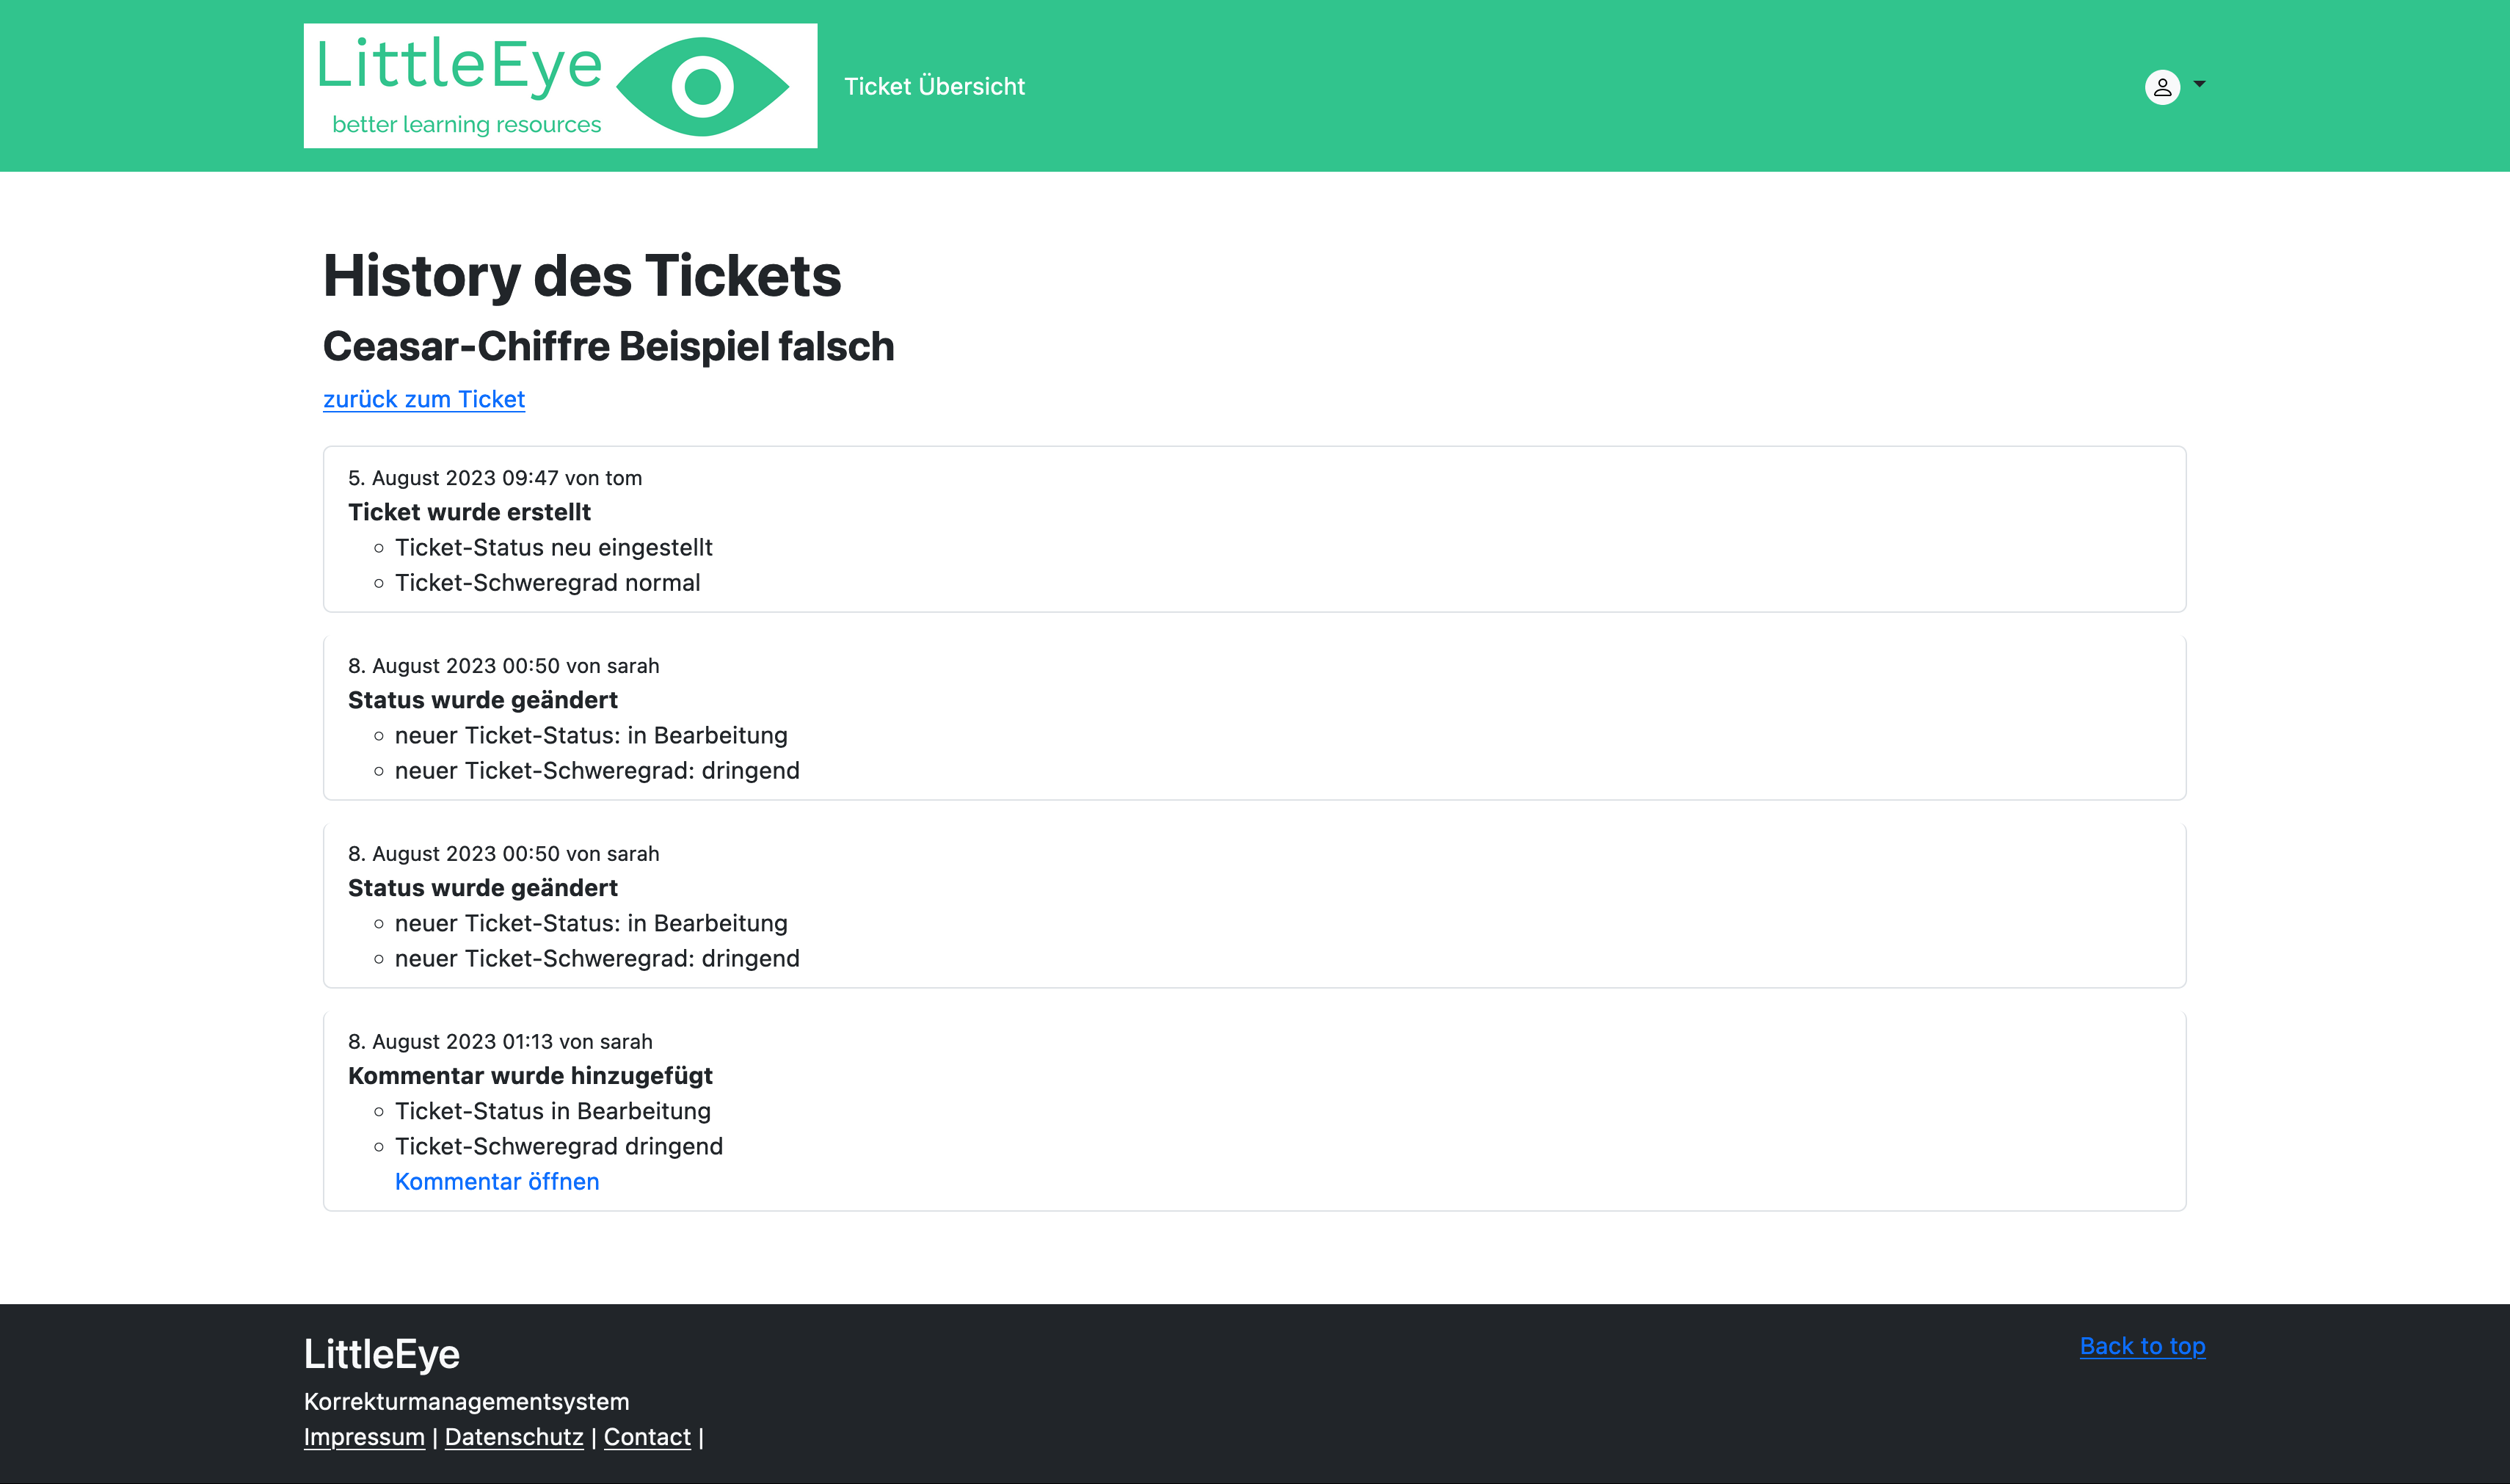 LittleEye
better learning resources
Ticket Übersicht
History des Tickets
Ceasar-Chiffre Beispiel falsch
zurück zum Ticket
5. August 2023 09:47 von tom
Ticket wurde erstellt
Ticket-Status neu eingestellt
Ticket-Schweregrad normal
8. August 2023 00:50 von sarah
Status wurde geändert
neuer Ticket-Status: in Bearbeitung
neuer Ticket-Schweregrad: dringend
8. August 2023 00:50 von sarah
Status wurde geändert
neuer Ticket-Status: in Bearbeitung
neuer Ticket-Schweregrad: dringend
8. August 2023 01:13 von sarah
Kommentar wurde hinzugefügt
Ticket-Status in Bearbeitung
Ticket-Schweregrad dringend
Kommentar öffnen
LittleEye
Back to top
Korrekturmanagementsystem
Impressum | Datenschutz | Contact |